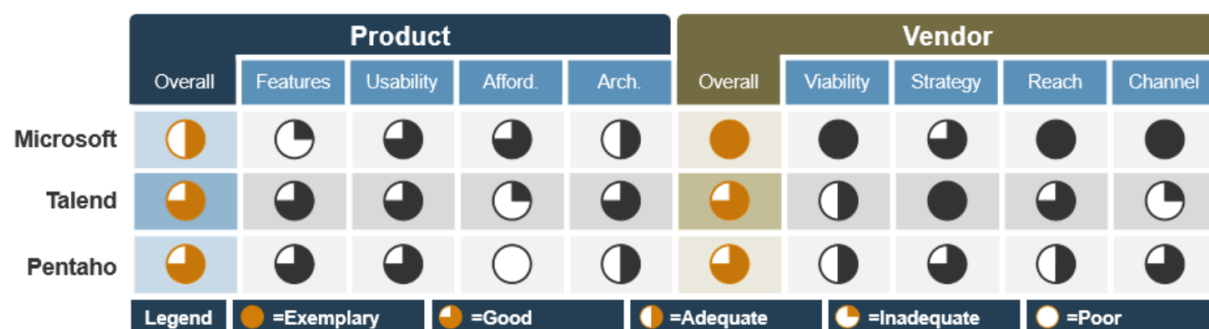 Product Vendor
Overall Features Usability Afford. Arch. Overall Viability Strategy Reach Channel
Microsoft
Talend
Pentaho
Legend =Exemplary =Good =Adequate =Inadequate =Poor